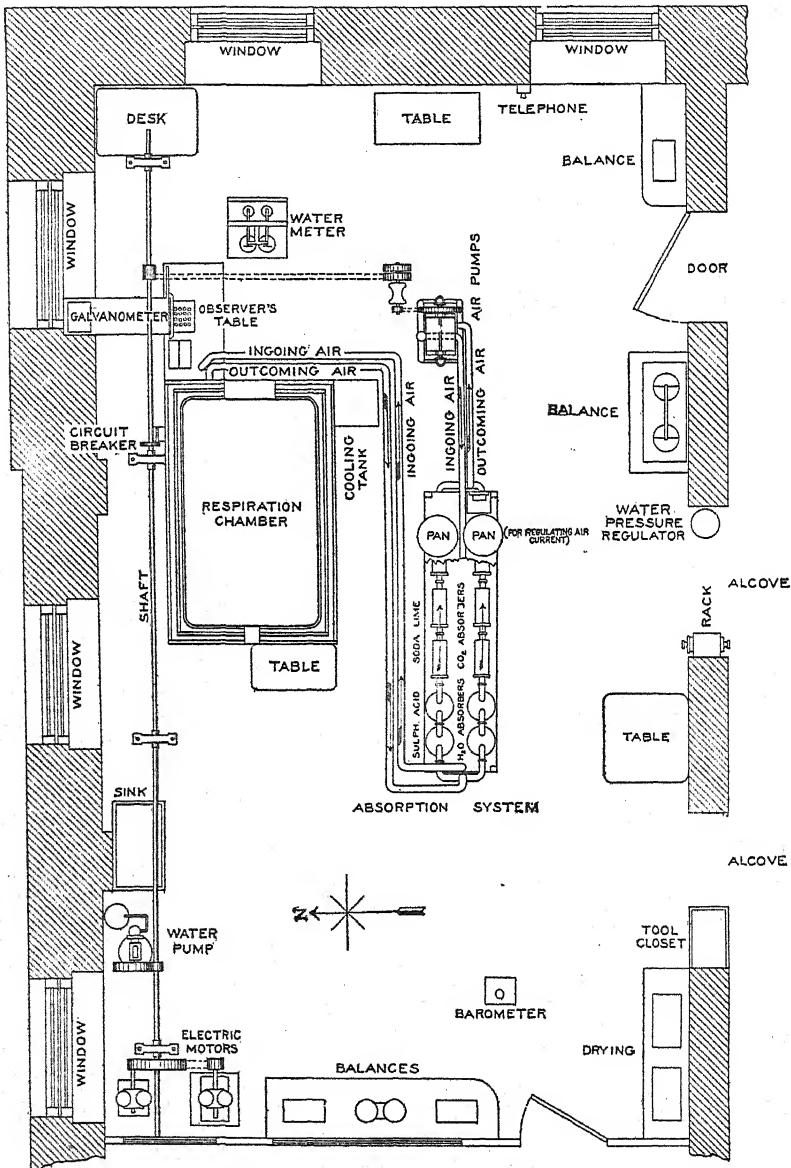 WINDOW
WINDOW
DESK
TABLE
TELEPHONE
BALANCE
WINDOW
WATER
METER
AIR PUMPS
DOOR
GALVANOMETER
OBSERVER'S
TABLE
INGOING AIR
OUTCOMING AIR
INGOING AIR
INGOING AIR
OUTCOMING AIR
BALANCE
CIRCUIT
BREAKER
COOLING
TANK
RESPIRATION
CHAMBER
PAN
PAN
(FOR REGULATING AIR
CURRENT)
WATER
PRESSURE
REGULATOR
ALCOVE
RACK
SHAFT
WINDOW
TABLE
SODA LIME
CO2 ABSORBERS
SULPH. ACID
H2O ABSORBERS
TABLE
SINK
ABSORPTION SYSTEM
ALCOVE
N
WATER
PUMP
TOOL
CLOSET
BAROMETER
WINDOW
ELECTRIC
MOTORS
BALANCES
DRYING